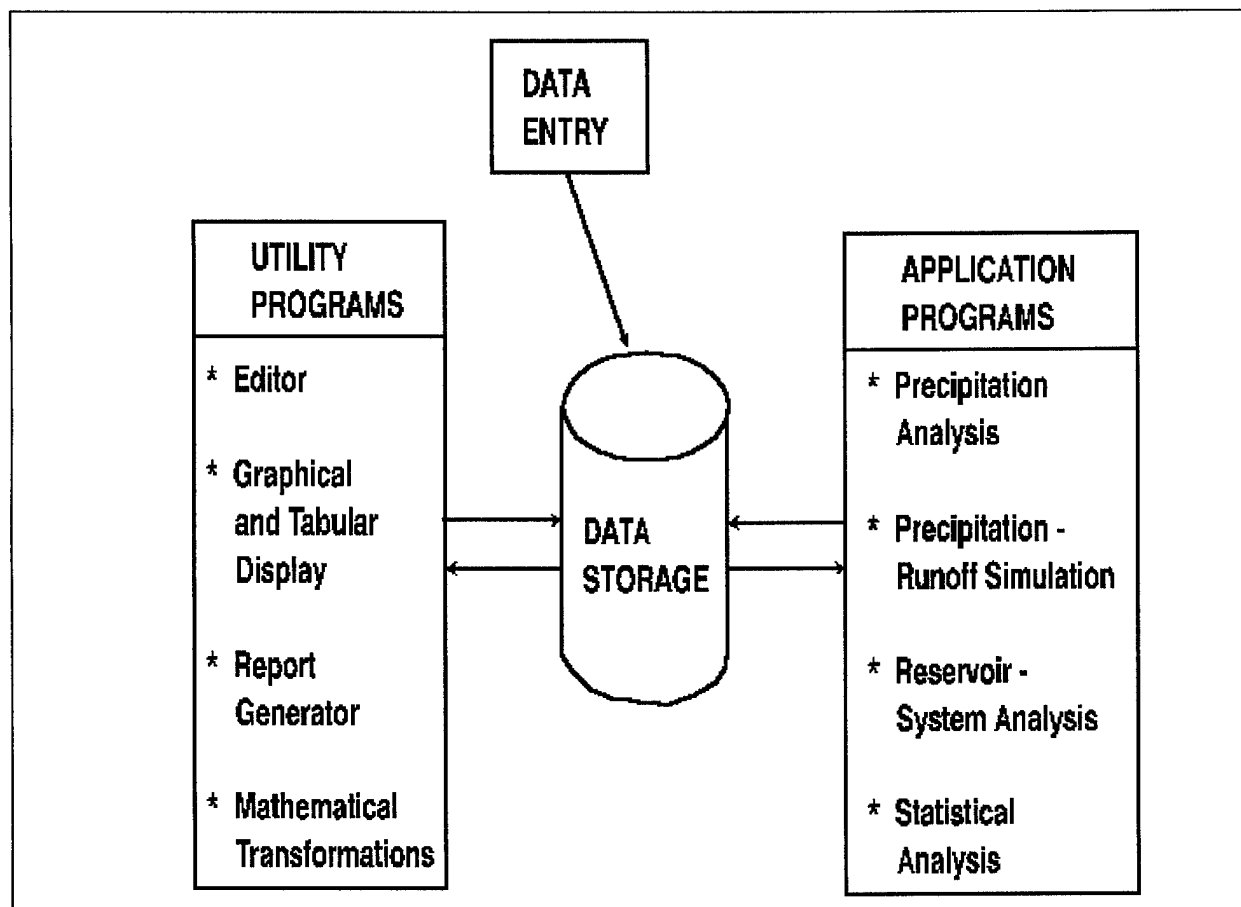 DATA
ENTRY
UTILITY
PROGRAMS
* Editor
* Graphical
and Tabular
Display
* Report
Generator
* Mathematical
Transformations
DATA
STORAGE
APPLICATION
PROGRAMS
* Precipitation
Analysis
* Precipitation -
Runoff Simulation
* Reservoir -
System Analysis
* Statistical
Analysis